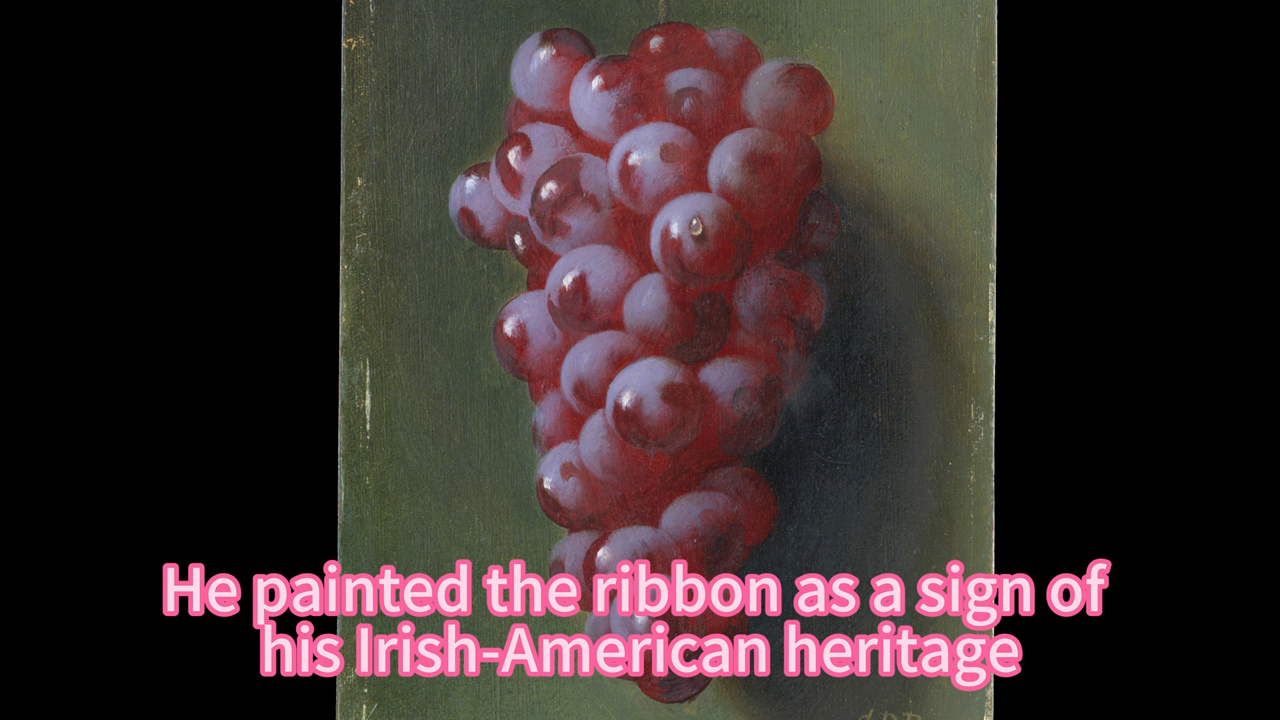 He painted the ribbon as a sign of
his Irish-American heritage